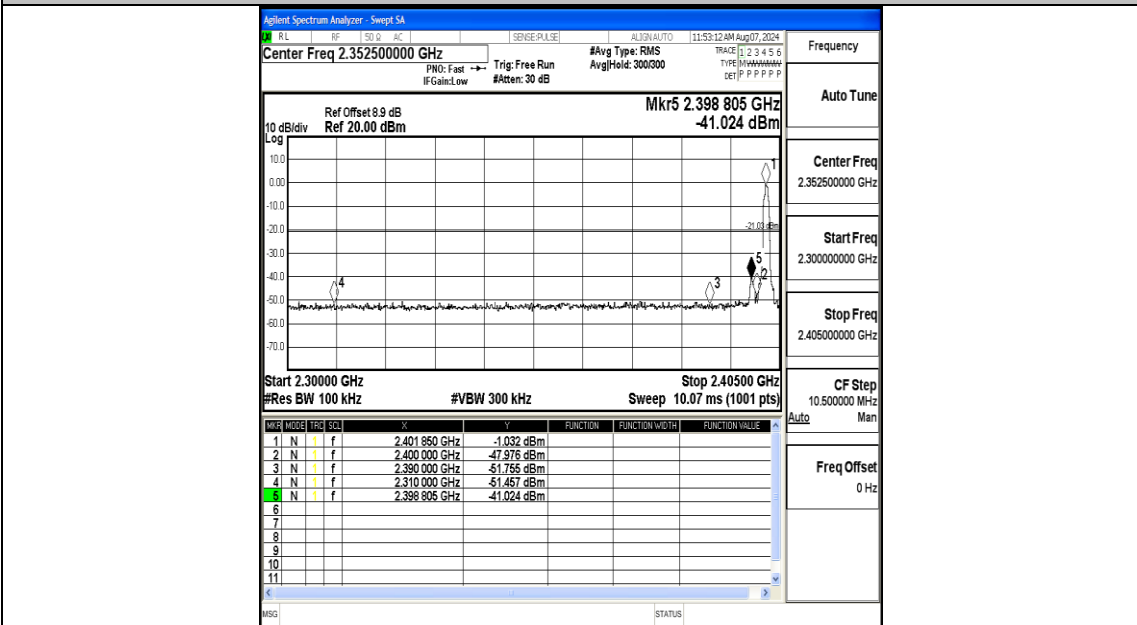 Agilent Spectrum Analyzer - Swept SA
RL RF 50 Ω AC SENSE:PULSE ALIGN AUTO 11:53:12 AM Aug 07, 2024
Center Freq 2.352500000 GHz
PNO: Fast
IFGain:Low
Trig: Free Run
#Atten: 30 dB
#Avg Type: RMS
Avg|Hold: 300/300
TRACE 1 2 3 4 5 6
TYPE MWWWWW
DET P P P P P P
Ref Offset 8.9 dB
10 dB/div Ref 20.00 dBm
Log
Mkr5 2.398 805 GHz
-41.024 dBm
10.0
0.00
-10.0
-20.0
-30.0
-40.0
-50.0
-60.0
-70.0
1
-21.03 dBm
5
2
3
4
Start 2.30000 GHz Stop 2.40500 GHz
#Res BW 100 kHz #VBW 300 kHz Sweep 10.07 ms (1001 pts)
MKR MODE TRC SCL X Y FUNCTION FUNCTION WIDTH FUNCTION VALUE
1 N 1 f 2.401 850 GHz -1.032 dBm
2 N 1 f 2.400 000 GHz -47.976 dBm
3 N 1 f 2.390 000 GHz -51.755 dBm
4 N 1 f 2.310 000 GHz -51.457 dBm
5 N 1 f 2.398 805 GHz -41.024 dBm
6
7
8
9
10
11
MSG STATUS
Frequency
Auto Tune
Center Freq
2.352500000 GHz
Start Freq
2.300000000 GHz
Stop Freq
2.405000000 GHz
CF Step
10.500000 MHz
Auto Man
Freq Offset
0 Hz